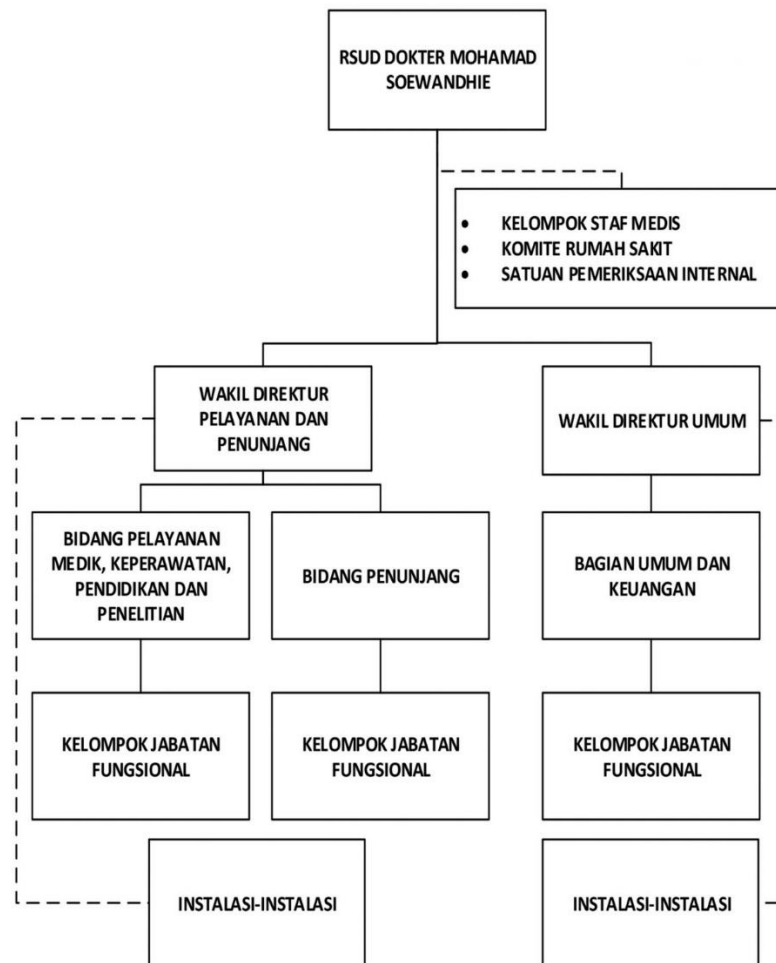 RSUD DOKTER MOHAMAD
SOEWANDHIE
• KELOMPOK STAF MEDIS
• KOMITE RUMAH SAKIT
• SATUAN PEMERIKSAAN INTERNAL
WAKIL DIREKTUR
PELAYANAN DAN
PENUNJANG
WAKIL DIREKTUR UMUM
BIDANG PELAYANAN
MEDIK, KEPERAWATAN,
PENDIDIKAN DAN
PENELITIAN
BIDANG PENUNJANG
BAGIAN UMUM DAN
KEUANGAN
KELOMPOK JABATAN
FUNGSIONAL
KELOMPOK JABATAN
FUNGSIONAL
KELOMPOK JABATAN
FUNGSIONAL
INSTALASI-INSTALASI
INSTALASI-INSTALASI